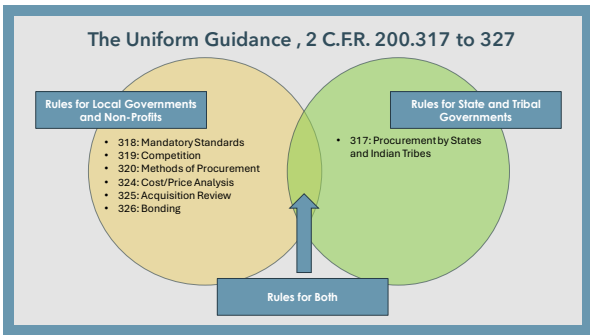 The Uniform Guidance , 2 C.F.R. 200.317 to 327
Rules for Local Governments
and Non-Profits
• 318: Mandatory Standards
• 319: Competition
• 320: Methods of Procurement
• 324: Cost/Price Analysis
• 325: Acquisition Review
• 326: Bonding
Rules for State and Tribal
Governments
• 317: Procurement by States
and Indian Tribes
Rules for Both